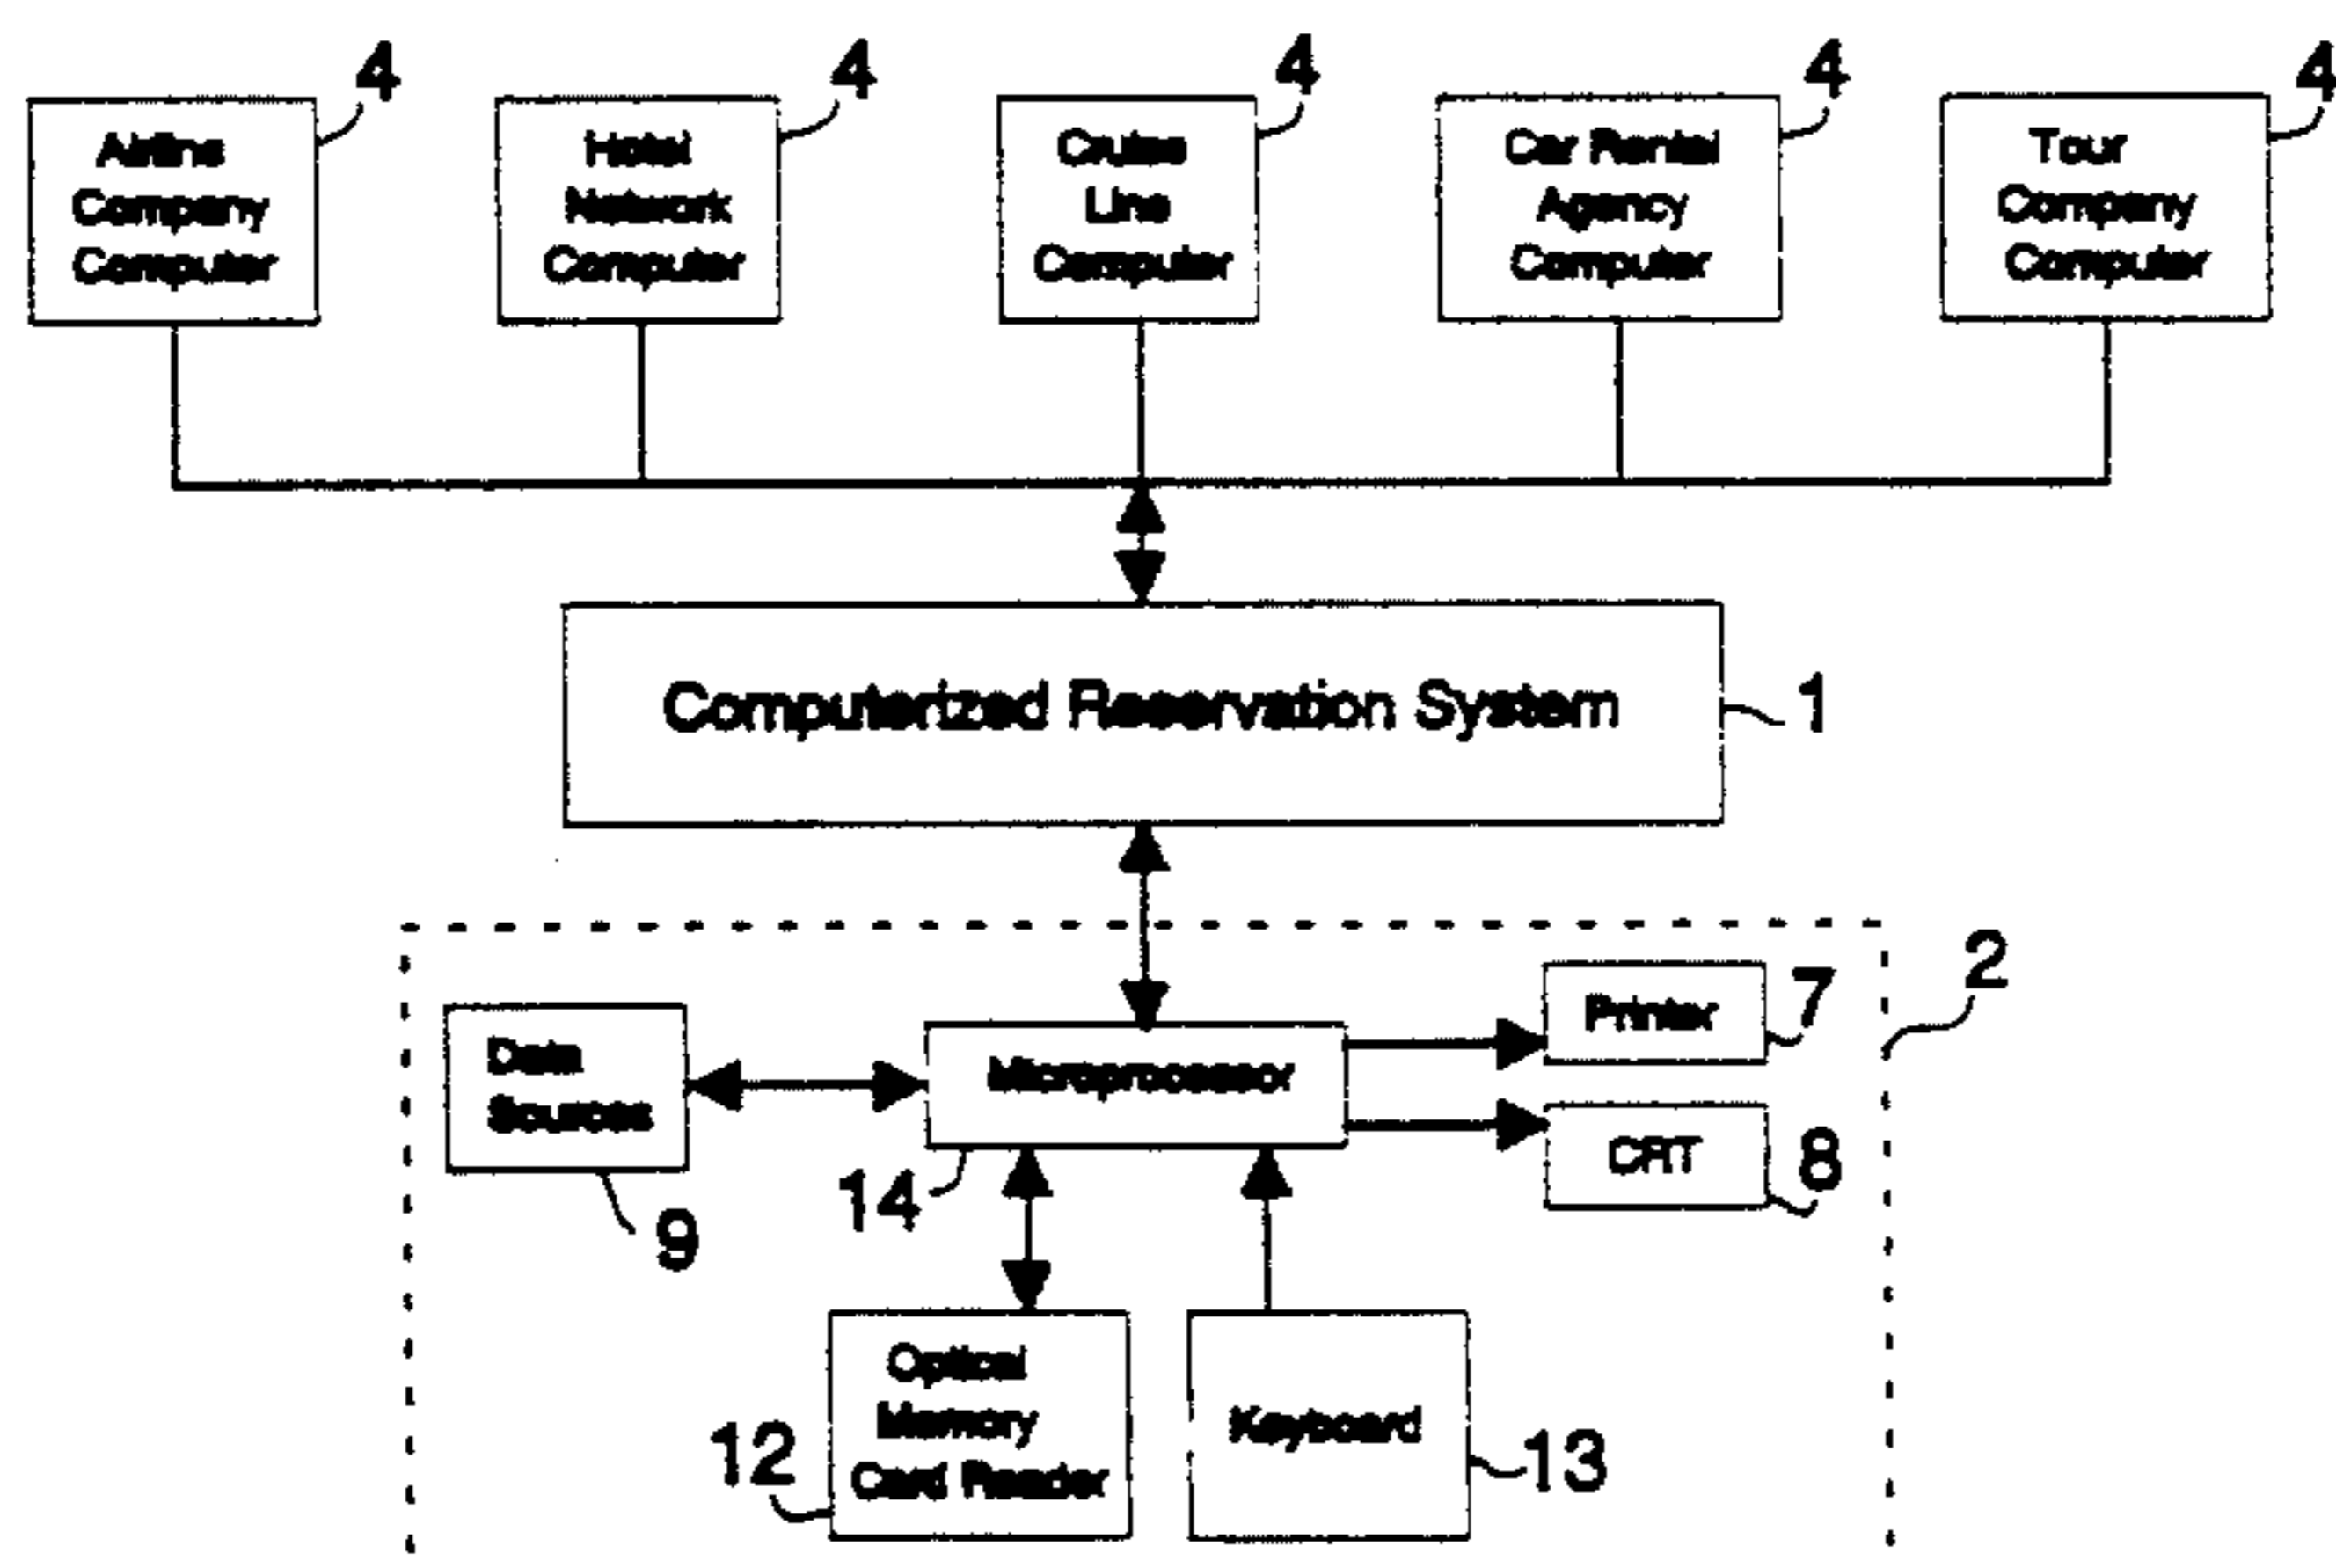 4
4
4
4
4
Airline
Company
Computer
Hotel
Network
Computer
Cruise
Line
Computer
Car Rental
Agency
Computer
Tour
Company
Computer
Computerized Reservation System
1
2
Data
Sources
9
Microprocessor
14
Printer
7
CRT
8
Optical
Memory
Card Reader
12
Keyboard
13